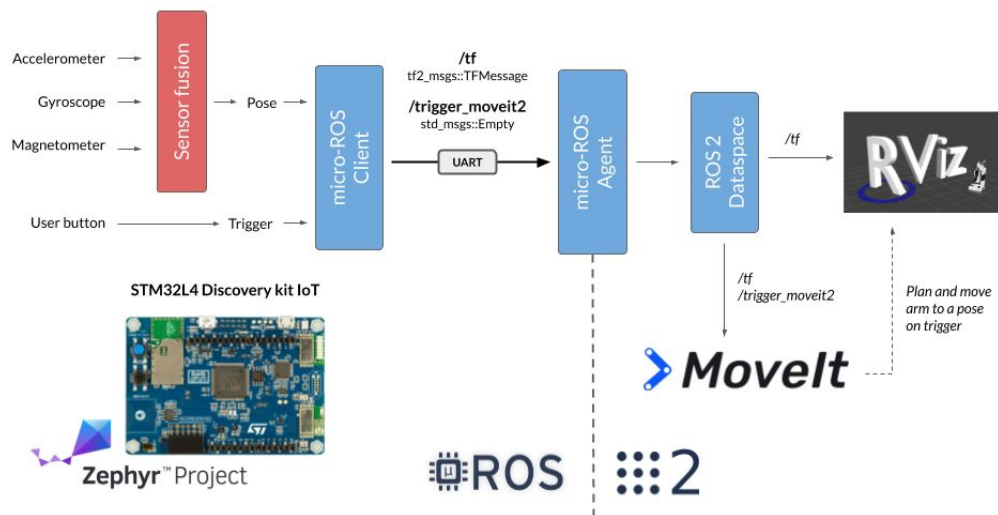 Accelerometer
Gyroscope
Magnetometer
Sensor fusion
Pose
User button
Trigger
micro-ROS
Client
/tf
tf2_msgs::TFMessage
/trigger_moveit2
std_msgs::Empty
UART
micro-ROS
Agent
ROS 2
Dataspace
/tf
RViz
/tf
/trigger_moveit2
Plan and move
arm to a pose
on trigger
MoveIt
STM32L4 Discovery kit IoT
Zephyr™ Project
µ ROS
2